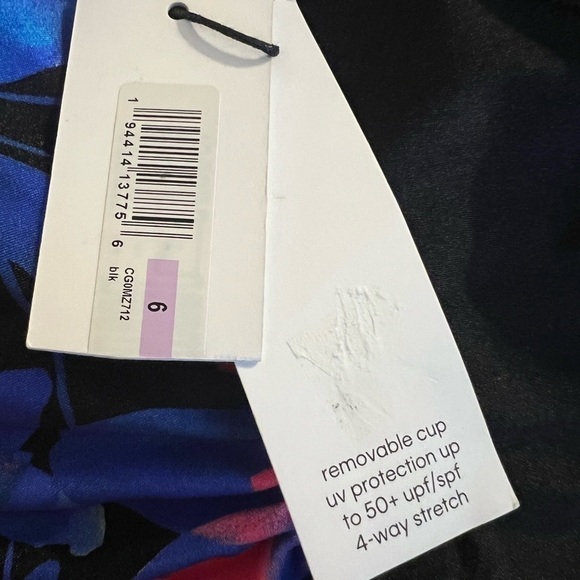 1 94414 13775 6
CG0MZ712
blk
6
removable cup
uv protection up
to 50+ upf/spf
4-way stretch